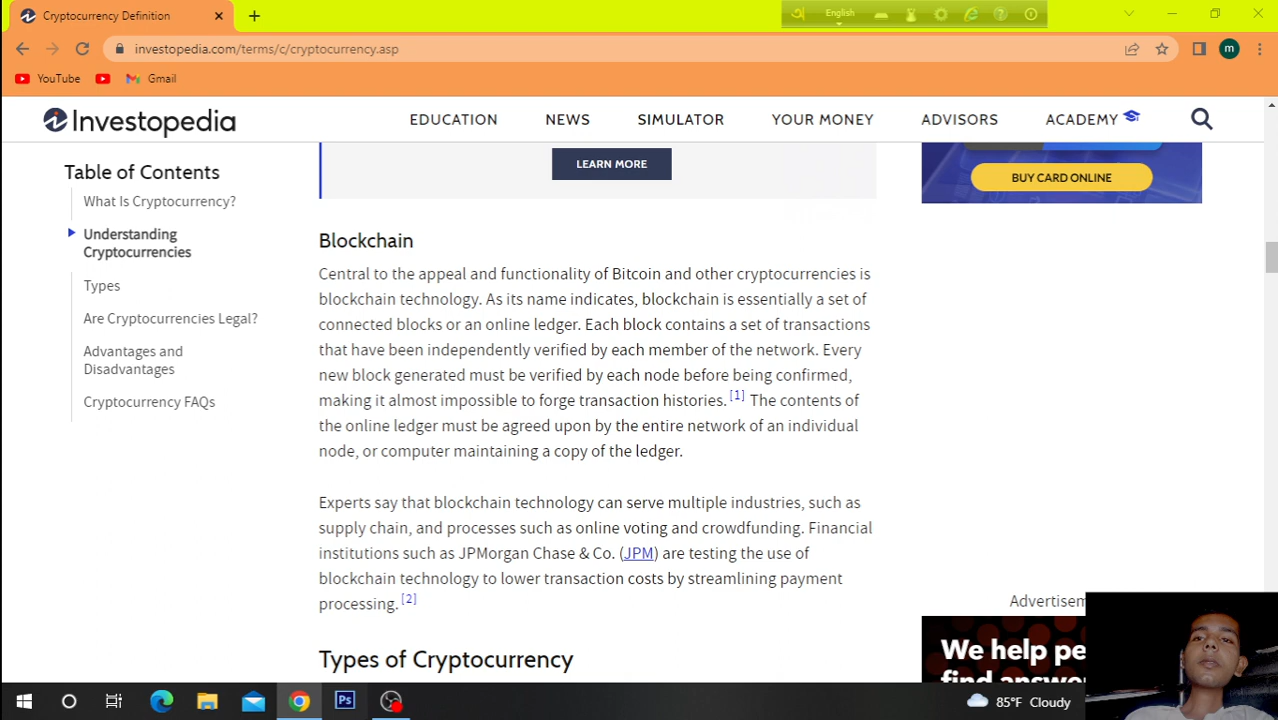 Cryptocurrency Definition
English
investopedia.com/terms/c/cryptocurrency.asp
m
YouTube
Gmail
Investopedia
EDUCATION
NEWS
SIMULATOR
YOUR MONEY
ADVISORS
ACADEMY
Table of Contents
What Is Cryptocurrency?
Understanding
Cryptocurrencies
Types
Are Cryptocurrencies Legal?
Advantages and
Disadvantages
Cryptocurrency FAQs
LEARN MORE
BUY CARD ONLINE
Blockchain
Central to the appeal and functionality of Bitcoin and other cryptocurrencies is
blockchain technology. As its name indicates, blockchain is essentially a set of
connected blocks or an online ledger. Each block contains a set of transactions
that have been independently verified by each member of the network. Every
new block generated must be verified by each node before being confirmed,
making it almost impossible to forge transaction histories.[1] The contents of
the online ledger must be agreed upon by the entire network of an individual
node, or computer maintaining a copy of the ledger.
Experts say that blockchain technology can serve multiple industries, such as
supply chain, and processes such as online voting and crowdfunding. Financial
institutions such as JPMorgan Chase & Co. (JPM) are testing the use of
blockchain technology to lower transaction costs by streamlining payment
processing.[2]
Types of Cryptocurrency
Advertisem
We help pe
find answe
Ps
85°F Cloudy